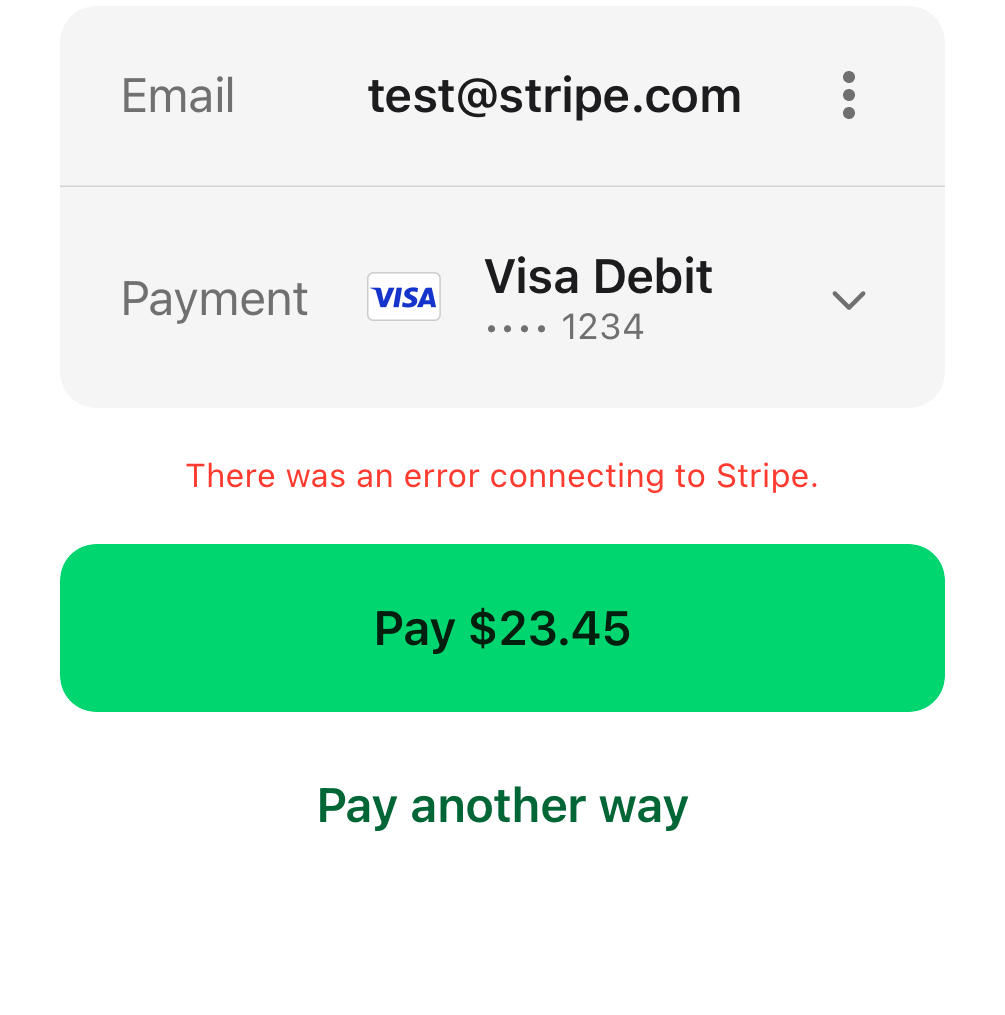 Email test@stripe.com
Payment VISA Visa Debit
•••• 1234
There was an error connecting to Stripe.
Pay $23.45
Pay another way